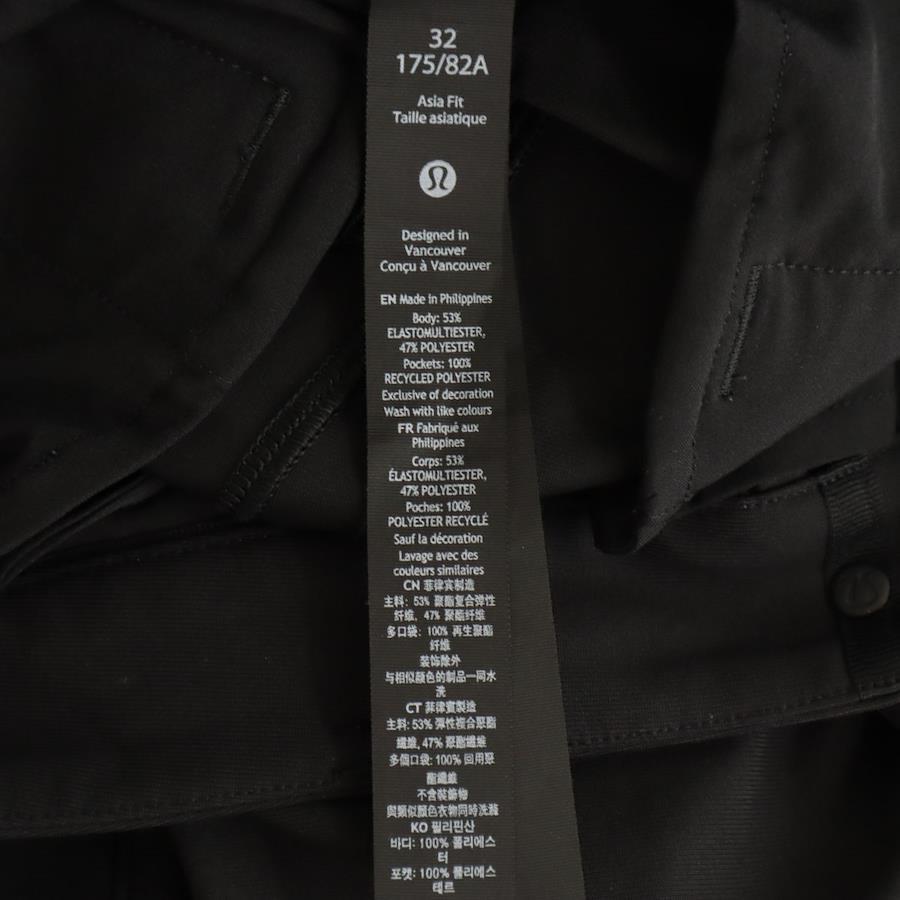 32
175/82A
Asia Fit
Taille asiatique
Designed in
Vancouver
Conçu à Vancouver
EN Made in Philippines
Body: 53%
ELASTOMULTIESTER,
47% POLYESTER
Pockets: 100%
RECYCLED POLYESTER
Exclusive of decoration
Wash with like colours
FR Fabriqué aux
Philippines
Corps: 53%
ÉLASTOMULTIESTER,
47% POLYESTER
Poches: 100%
POLYESTER RECYCLÉ
Sauf la décoration
Lavage avec des
couleurs similaires
CN 菲律宾制造
主料: 53% 聚酯复合弹性
纤维, 47% 聚酯纤维
多口袋: 100% 再生聚酯
纤维
装饰除外
与相似颜色的制品一同水
洗
CT 菲律賓製造
主料: 53% 彈性複合聚酯
纖維, 47% 聚酯纖維
多個口袋: 100% 回用聚
酯纖維
不含裝飾物
與類似顏色衣物同時洗滌
KO 필리핀산
바디: 100% 폴리에스
터
포켓: 100% 폴리에스
테르